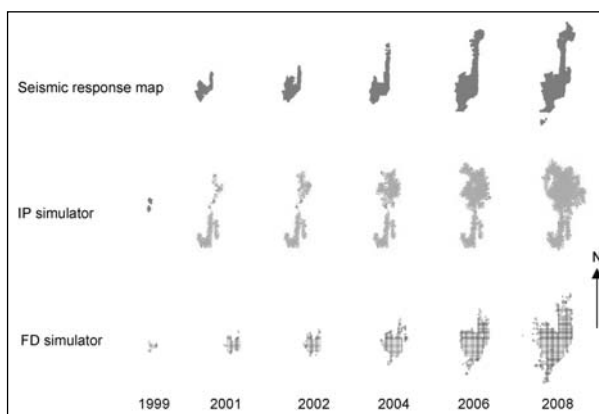 Seismic response map
IP simulator
N
FD simulator
1999 2001 2002 2004 2006 2008